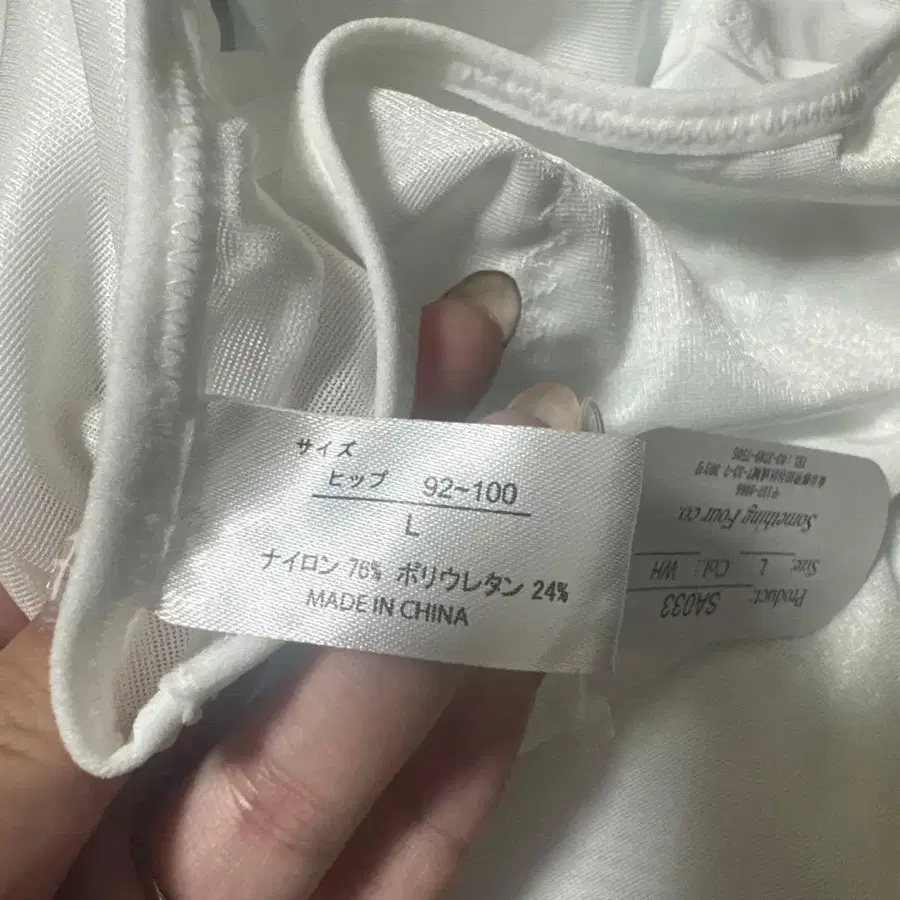 サイズ
ヒップ 92~100
L
ナイロン 76% ポリウレタン 24%
MADE IN CHINA
Product; SA033
Size; L Col; WH
Something Four co.